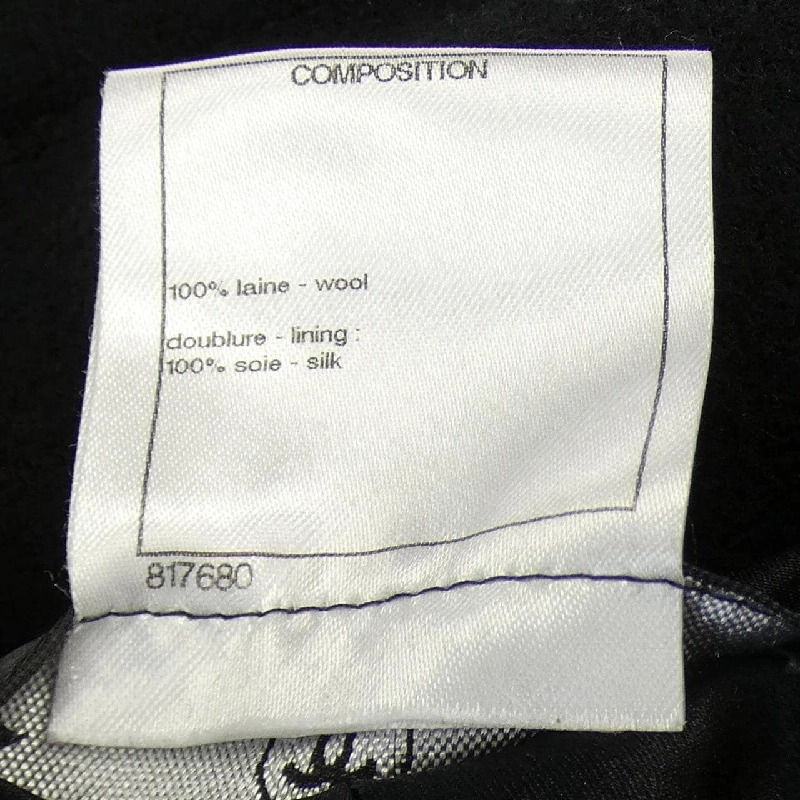 COMPOSITION
100% laine - wool
doublure - lining :
100% soie - silk
817680